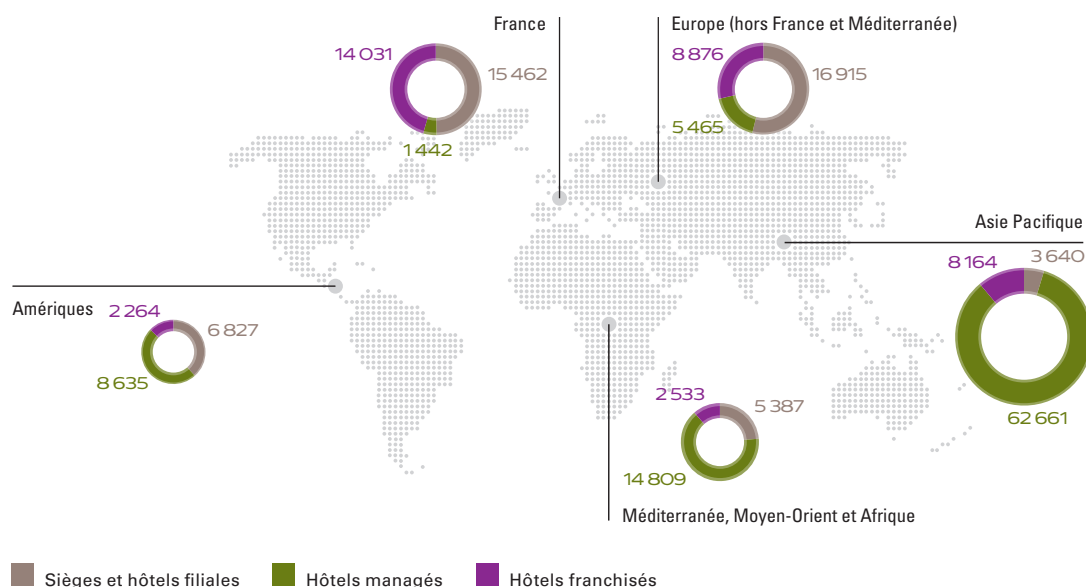 France
Europe (hors France et Méditerranée)
14 031
15 462
1 442
8 876
16 915
5 465
Asie Pacifique
8 164
3 640
62 661
Amériques
2 264
6 827
8 635
2 533
5 387
14 809
Méditerranée, Moyen-Orient et Afrique
Sièges et hôtels filiales
Hôtels managés
Hôtels franchisés